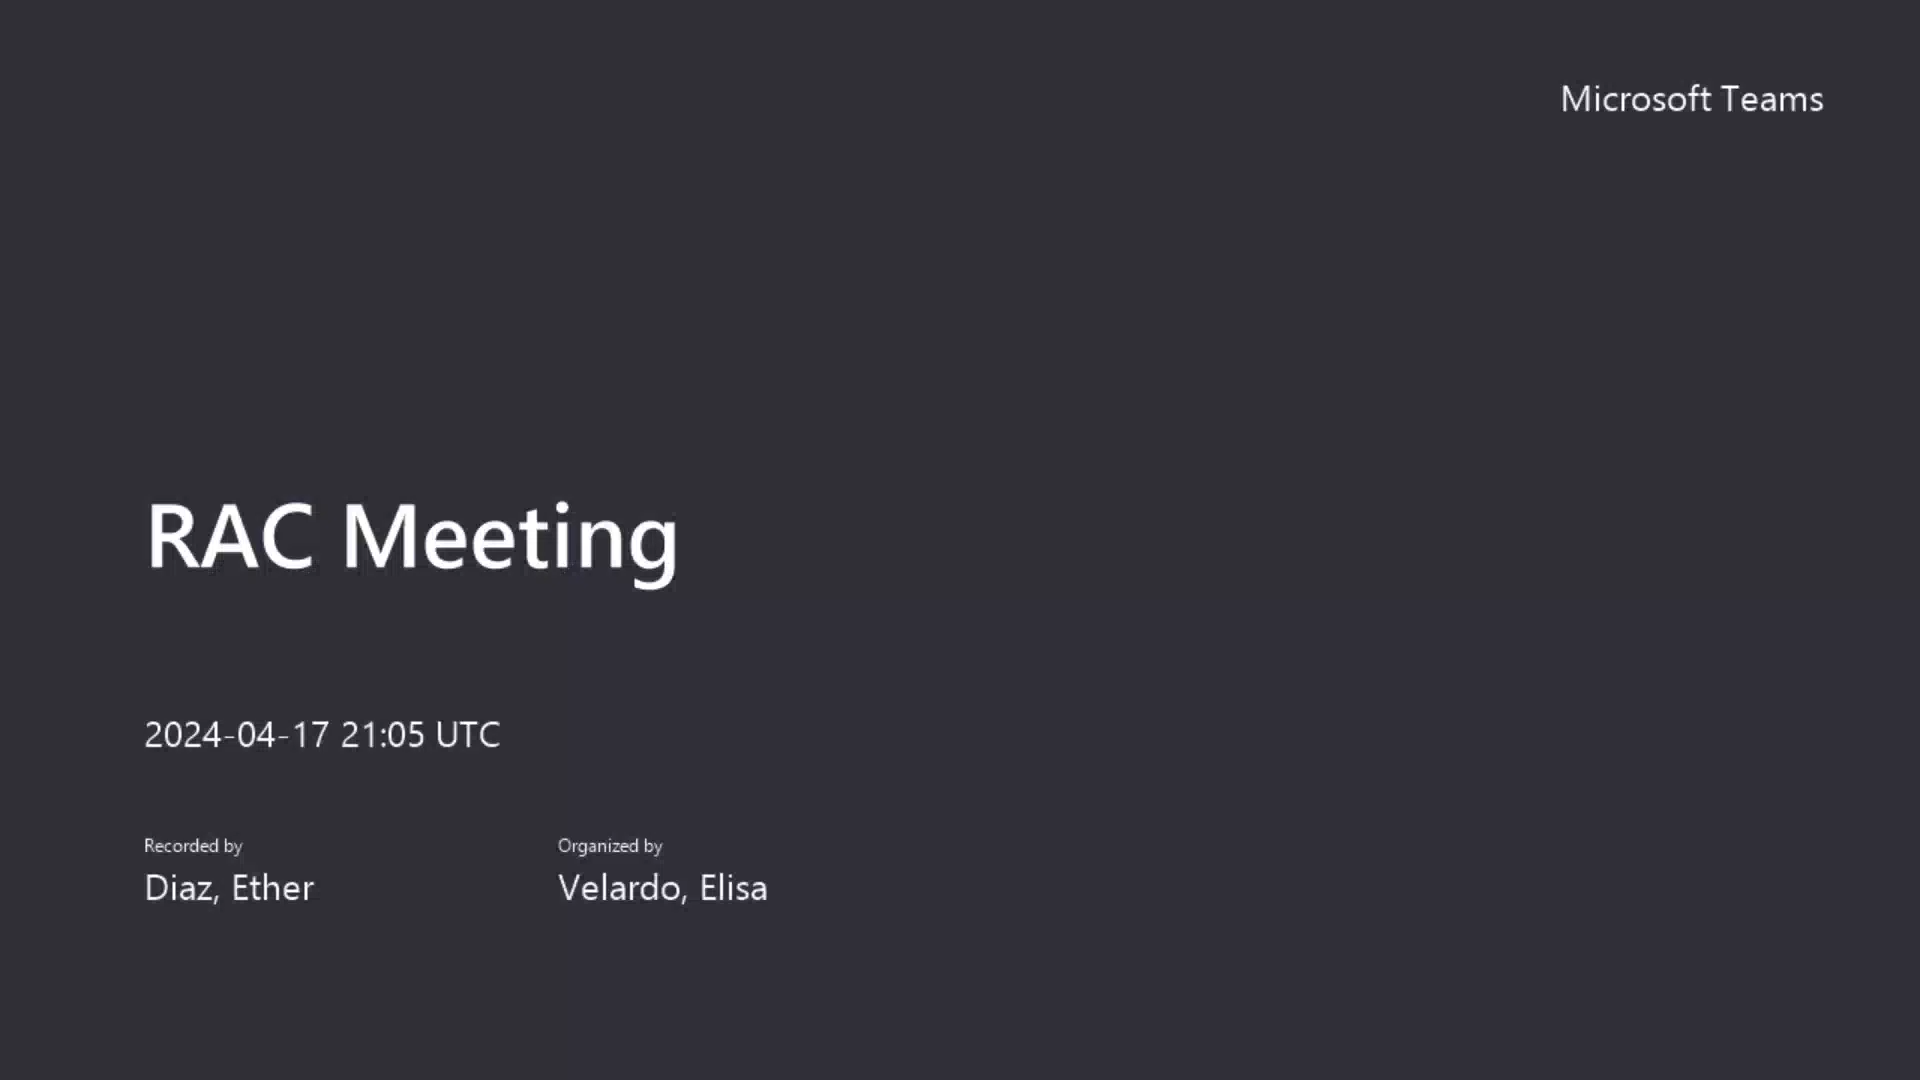 Microsoft Teams
RAC Meeting
2024-04-17 21:05 UTC
Recorded by
Diaz, Ether
Organized by
Velardo, Elisa